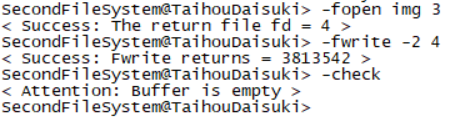 SecondFileSystem@TaihouDaisuki> -fopen img 3
< Success: The return file fd = 4 >
SecondFileSystem@TaihouDaisuki> -fwrite -2 4
< Success: Fwrite returns = 3813542 >
SecondFileSystem@TaihouDaisuki> -check
< Attention: Buffer is empty >
SecondFileSystem@TaihouDaisuki>